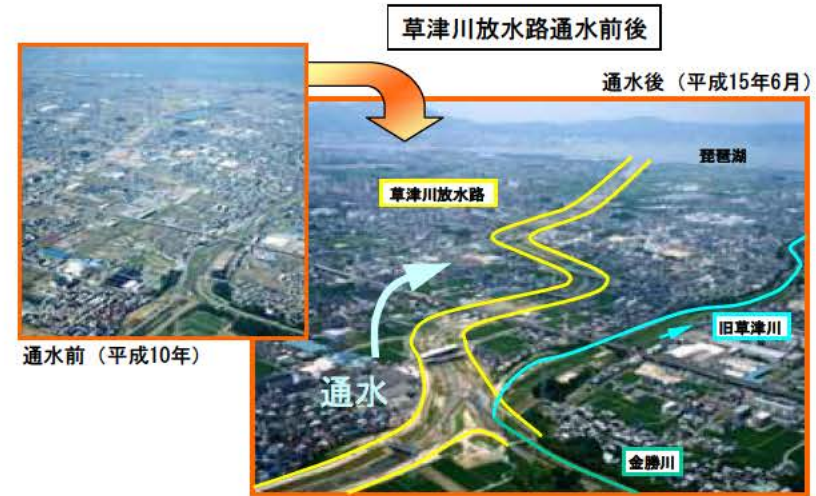 草津川放水路通水前後
通水後（平成15年6月）
琵琶湖
草津川放水路
旧草津川
通水前（平成10年）
通水
金勝川